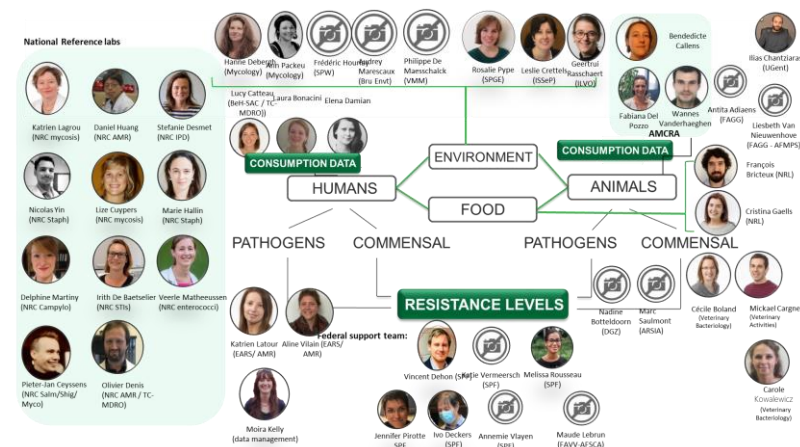 National Reference labs
Katrien Lagrou
(NRC mycosis)
Daniel Huang
(NRC AMR)
Stefanie Desmet
(NRC IPD)
Nicolas Yin
(NRC Staph)
Lize Cuypers
(NRC mycosis)
Marie Hallin
(NRC Staph)
Delphine Martiny
(NRC Campylo)
Irith De Baetselier
(NRC STIs)
Veerle Matheeussen
(NRC enterococci)
Pieter-Jan Ceyssens
(NRC Salm/Shig/
Myco)
Olivier Denis
(NRC AMR / TC-
MDRO)
Hanne Debergh
(Mycology)
Ann Packeu
(Mycology)
Frédéric
(SPW)
Audrey
Marescaux
(Bru Envt)
Philippe De
Maesschalck
(VMM)
Rosalie Pype
(SPGE)
Leslie Crettels
(ISSeP)
Geertrui
Rasschaert
(ILVO)
Bendedicte
Callens
Fabiana Del
Pozzo
Wannes
Vanderhaeghen
AMCRA
Ilias Chantziaras
(UGent)
Antita Adiaens
(FAGG)
Liesbeth Van
Nieuwenhove
(FAGG - AFMPS)
Lucy Catteau
(BeH-SAC / TC-
MDRO))
Laura Bonacini
Elena Damian
CONSUMPTION DATA
HUMANS
ENVIRONMENT
FOOD
CONSUMPTION DATA
ANIMALS
François
Bricteux (NRL)
Cristina Gaells
(NRL)
PATHOGENS
COMMENSAL
PATHOGENS
COMMENSAL
RESISTANCE LEVELS
Katrien Latour
(EARS/ AMR)
Aline Vilain (EARS/
AMR)
Moira Kelly
(data management)
Federal support team:
Vincent Dehon
Katie Vermeersch
(SPF)
Melissa Rousseau
(SPF)
Jennifer Pirotte
SPF
Ivo Deckers
(SPF)
Annemie Vlayen
(SPF)
Maude Lebrun
(FAVV-AFSCA)
Nadine
Botteldoorn
(DGZ)
Marc
Saulmont
(ARSIA)
Cécile Boland
(Veterinary
Bacteriology)
Mickael Cargnel
(Veterinary
Activities)
Carole
Kowalewicz
(Veterinary
Bacteriology)